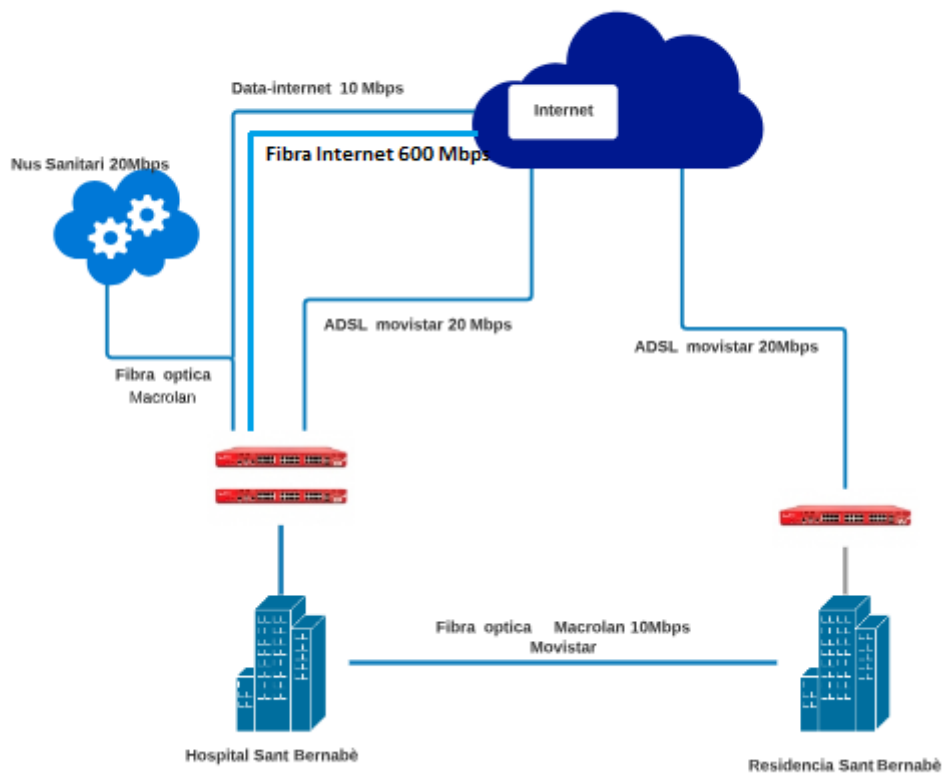 Data-internet 10 Mbps
Internet
Fibra Internet 600 Mbps
Nus Sanitari 20Mbps
ADSL movistar 20 Mbps
ADSL movistar 20Mbps
Fibra optica
Macrolan
Fibra optica Macrolan 10Mbps
Movistar
Hospital Sant Bernabè
Residencia Sant Bernabè